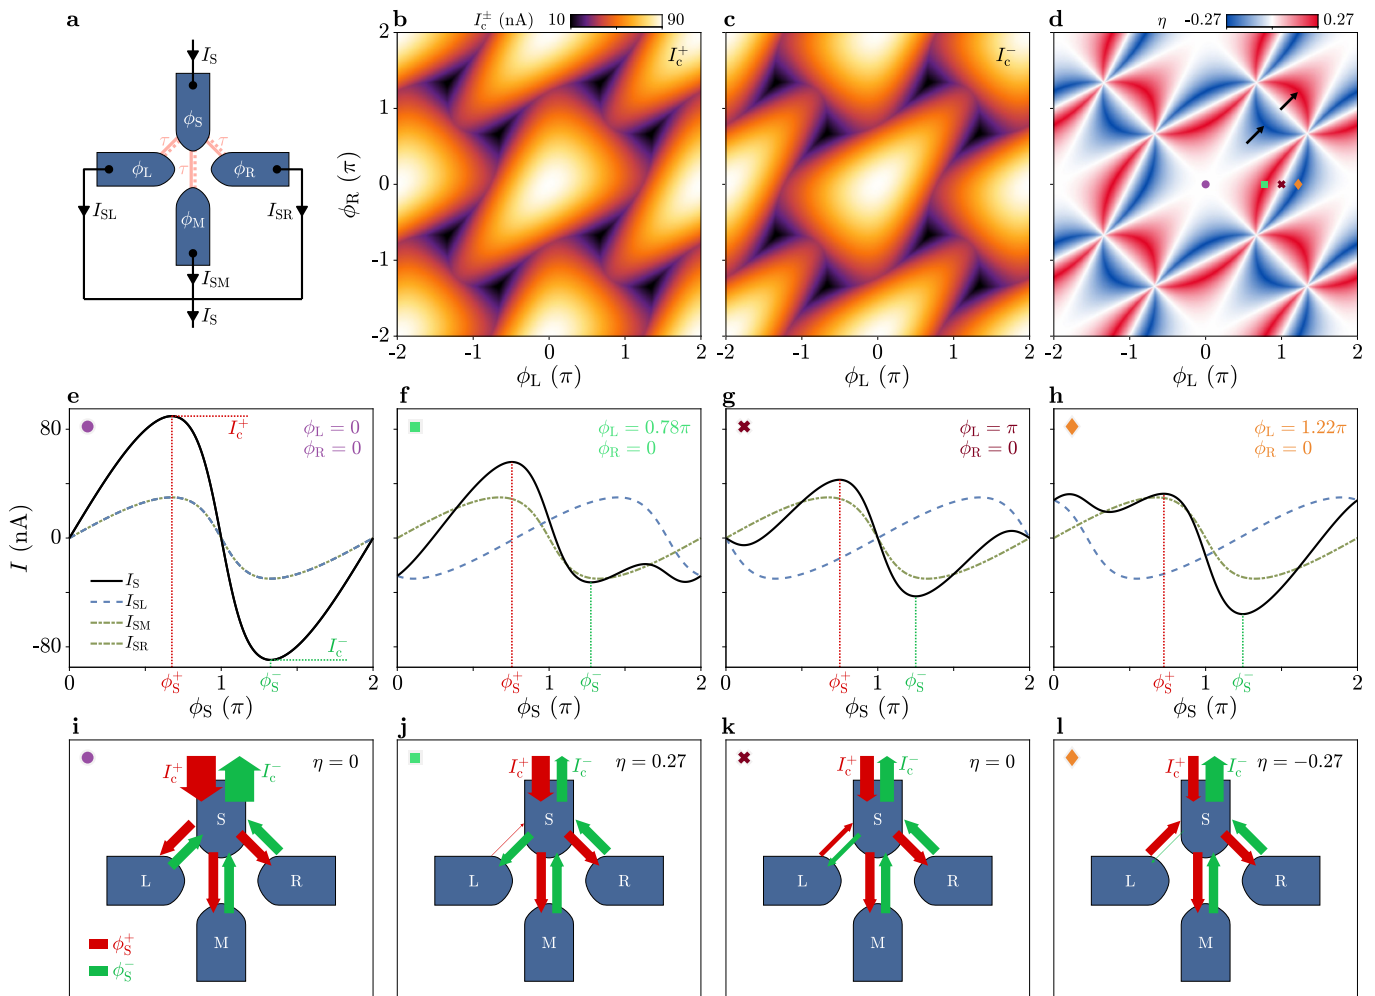 a
I_S
ϕ_S
τ τ
ϕ_L τ ϕ_R
I_SL I_SR
ϕ_M
I_SM
I_S
b I_c^± (nA) 10 90
I_c^+
ϕ_R (π)
2
1
0
-1
-2
-2 -1 0 1 2
ϕ_L (π)
c
I_c^-
-2 -1 0 1 2
ϕ_L (π)
d η -0.27 0.27
-2 -1 0 1 2
ϕ_L (π)
e
I (nA)
80
0
-80
I_c^+
ϕ_L = 0
ϕ_R = 0
I_S
I_SL
I_SM
I_SR
I_c^-
ϕ_S^+ ϕ_S^-
0 1 2
ϕ_S (π)
f
ϕ_L = 0.78π
ϕ_R = 0
ϕ_S^+ ϕ_S^-
0 1 2
ϕ_S (π)
g
ϕ_L = π
ϕ_R = 0
ϕ_S^+ ϕ_S^-
0 1 2
ϕ_S (π)
h
ϕ_L = 1.22π
ϕ_R = 0
ϕ_S^+ ϕ_S^-
0 1 2
ϕ_S (π)
i
I_c^+ I_c^- η = 0
S
L R
M
ϕ_S^+
ϕ_S^-
j
I_c^+ I_c^- η = 0.27
S
L R
M
k
I_c^+ I_c^- η = 0
S
L R
M
l
I_c^+ I_c^- η = −0.27
S
L R
M